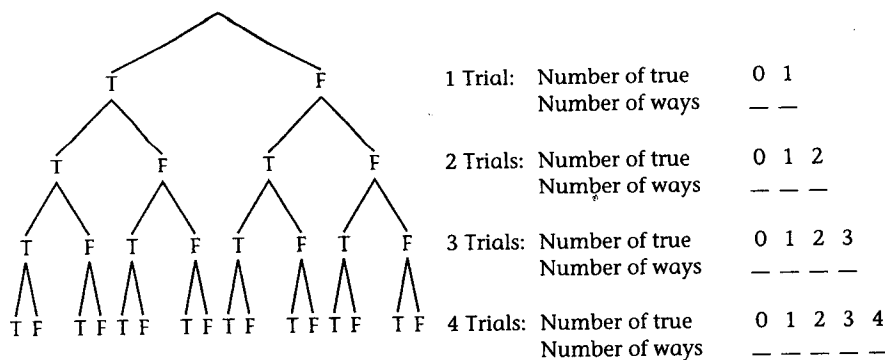 T F
T F T F
T F T F T F T F
T F T F T F T F T F T F T F T F
1 Trial: Number of true 0 1
Number of ways _ _
2 Trials: Number of true 0 1 2
Number of ways _ _ _
3 Trials: Number of true 0 1 2 3
Number of ways _ _ _ _
4 Trials: Number of true 0 1 2 3 4
Number of ways _ _ _ _ _